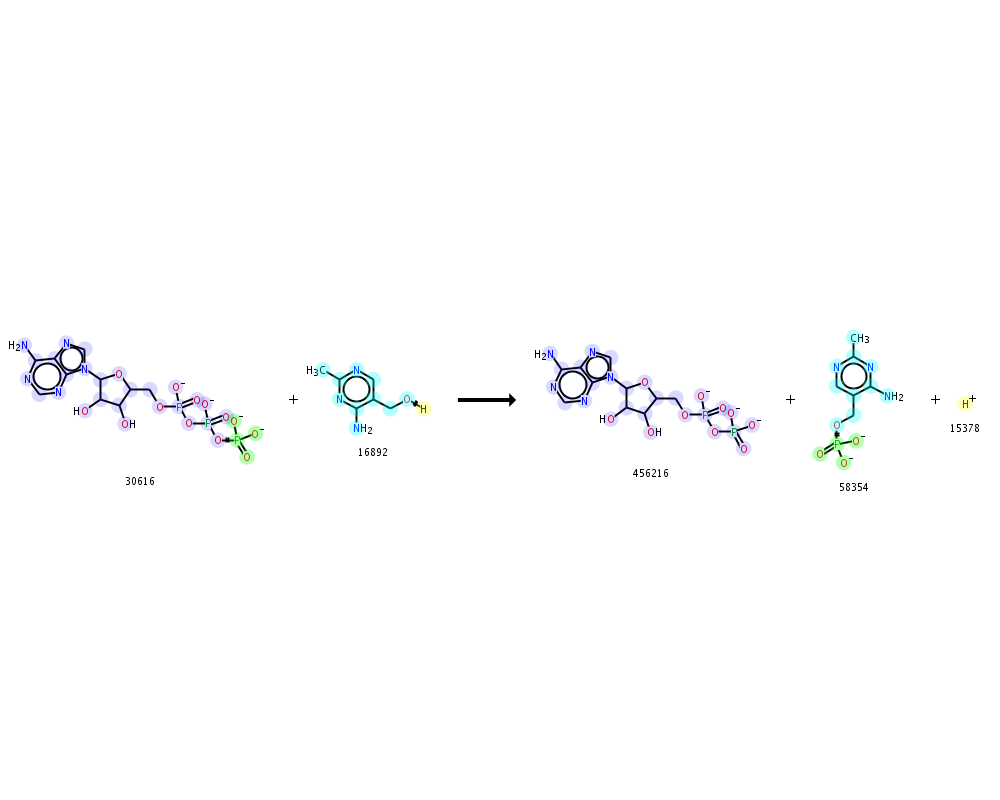 H2N N N N N O HO OH O P O⁻ O O P O⁻ O O P O⁻ O⁻ O
30616
+
H3C N N NH2 O H
16892
H2N N N N N O HO OH O P O⁻ O O P O⁻ O⁻ O
456216
+
CH3 N N NH2 O P O⁻ O⁻ O
58354
+
H+
15378